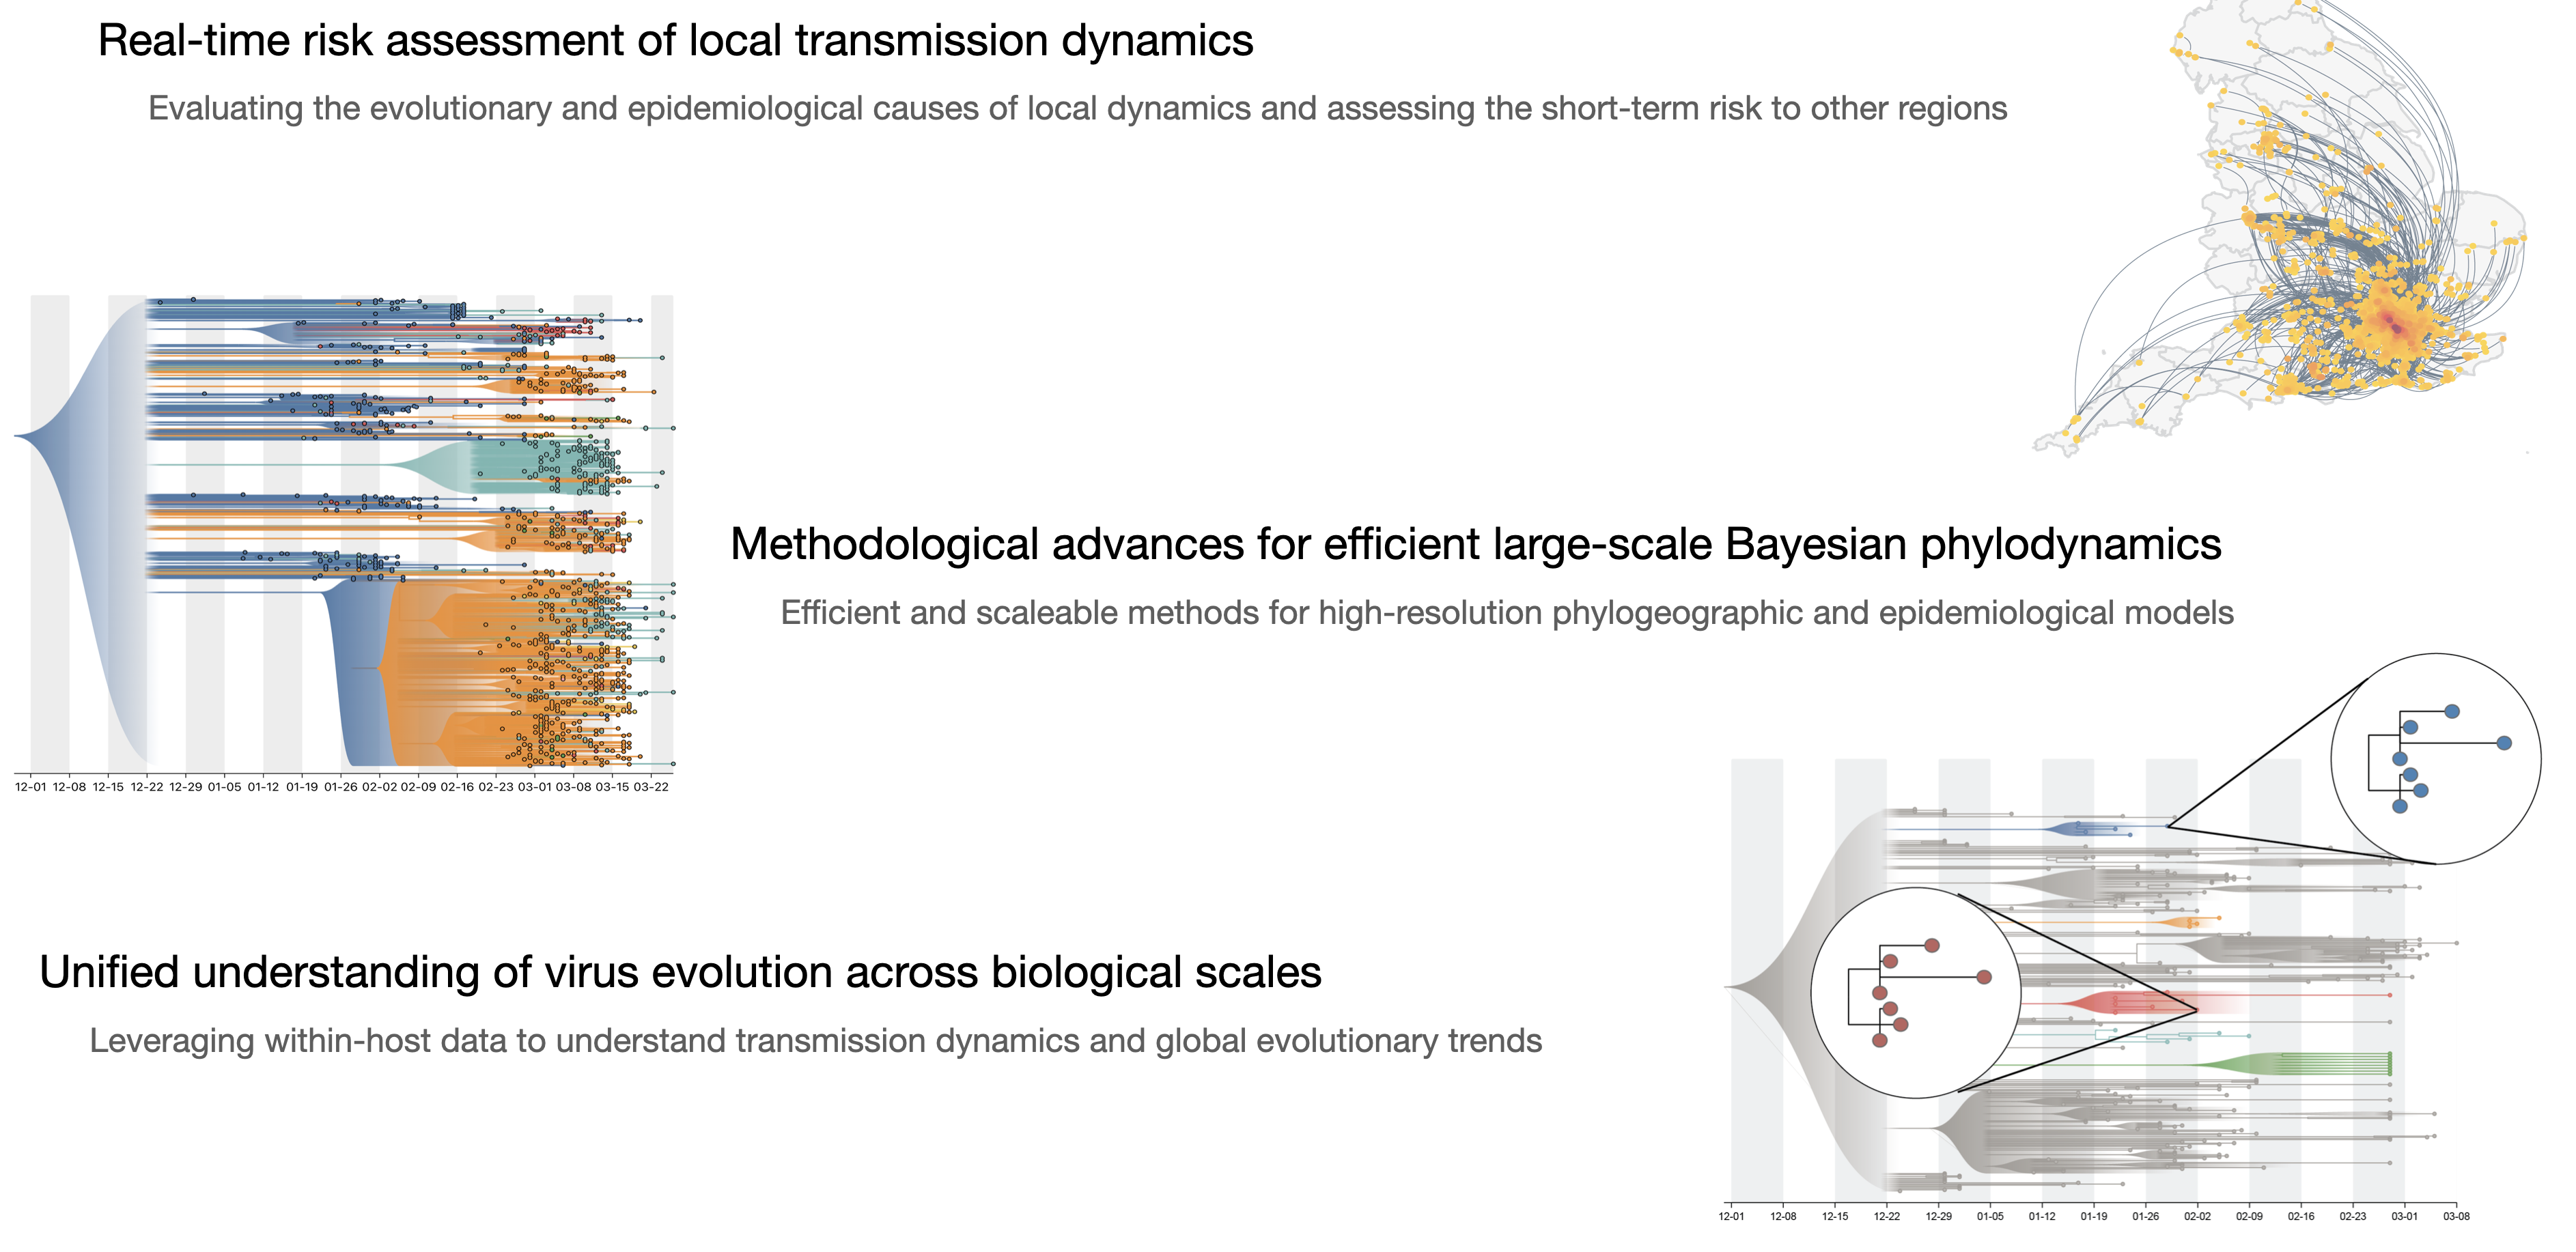 Real-time risk assessment of local transmission dynamics
Evaluating the evolutionary and epidemiological causes of local dynamics and assessing the short-term risk to other regions
12-01 12-08 12-15 12-22 12-29 01-05 01-12 01-19 01-26 02-02 02-09 02-16 02-23 03-01 03-08 03-15 03-22
Methodological advances for efficient large-scale Bayesian phylodynamics
Efficient and scaleable methods for high-resolution phylogeographic and epidemiological models
Unified understanding of virus evolution across biological scales
Leveraging within-host data to understand transmission dynamics and global evolutionary trends
12-01 12-08 12-15 12-22 12-29 01-05 01-12 01-19 01-26 02-02 02-09 02-16 02-23 03-01 03-08